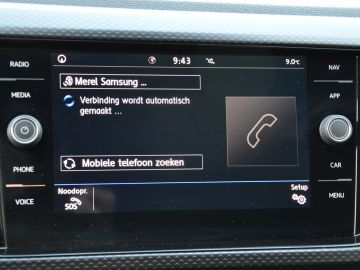 9:43
9.0°C
RADIO
NAV
Merel Samsung ...
MEDIA
Verbinding wordt automatisch
gemaakt ...
APP
PHONE
Mobiele telefoon zoeken
CAR
Noodopr.
SOS
Setup
VOICE
MENU